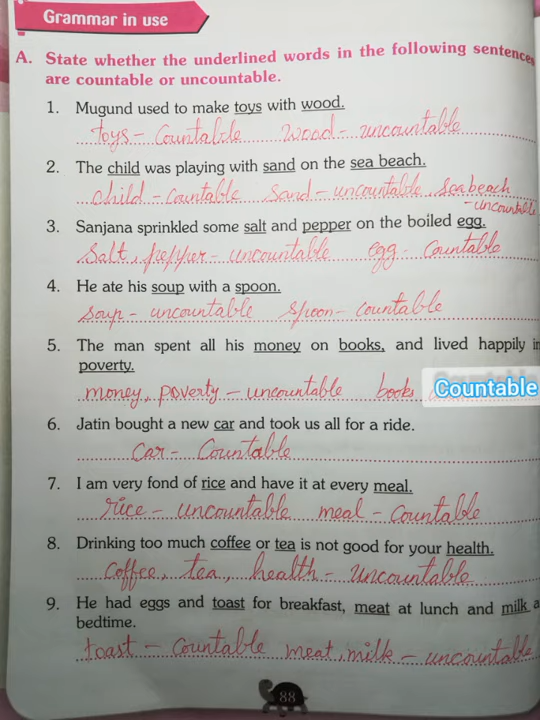 Grammar in use
A. State whether the underlined words in the following sentences
are countable or uncountable.
1. Mugund used to make toys with wood.
toys - Countable wood - uncountable
2. The child was playing with sand on the sea beach.
child - countable sand - uncountable, sea beach
- uncountable
3. Sanjana sprinkled some salt and pepper on the boiled egg.
Salt, pepper - uncountable egg - Countable
4. He ate his soup with a spoon.
soup - uncountable spoon - countable
5. The man spent all his money on books, and lived happily in
poverty.
money, poverty - uncountable books Countable
6. Jatin bought a new car and took us all for a ride.
car - Countable
7. I am very fond of rice and have it at every meal.
rice - uncountable meal - Countable
8. Drinking too much coffee or tea is not good for your health.
coffee, tea, health - uncountable
9. He had eggs and toast for breakfast, meat at lunch and milk a
bedtime.
toast - Countable meat, milk - uncountable
88